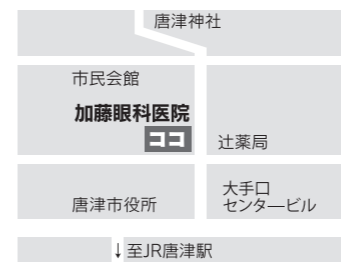 唐津神社
市民会館
加藤眼科医院
ココ
辻薬局
唐津市役所
大手口
センタービル
↓至JR唐津駅